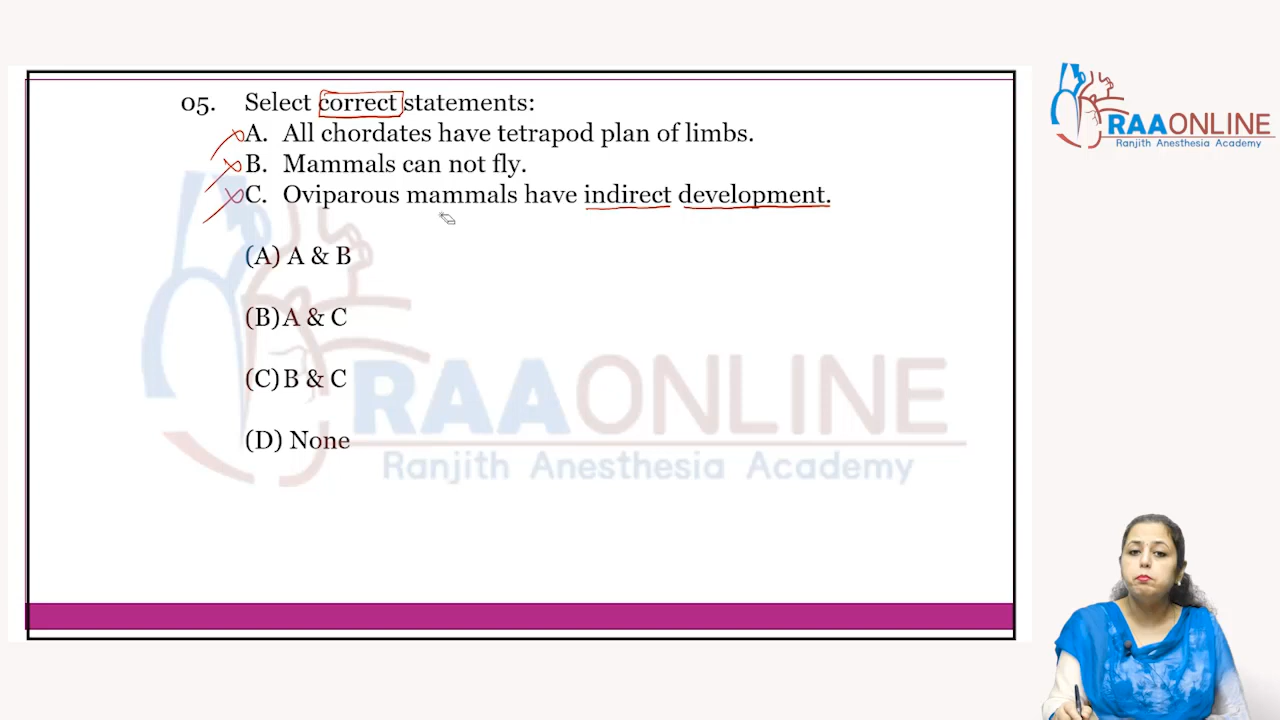 05. Select correct statements:
A. All chordates have tetrapod plan of limbs.
B. Mammals can not fly.
C. Oviparous mammals have indirect development.
(A) A & B
(B) A & C
(C) B & C
(D) None
RAAONLINE
Ranjith Anesthesia Academy
RAAONLINE
Ranjith Anesthesia Academy